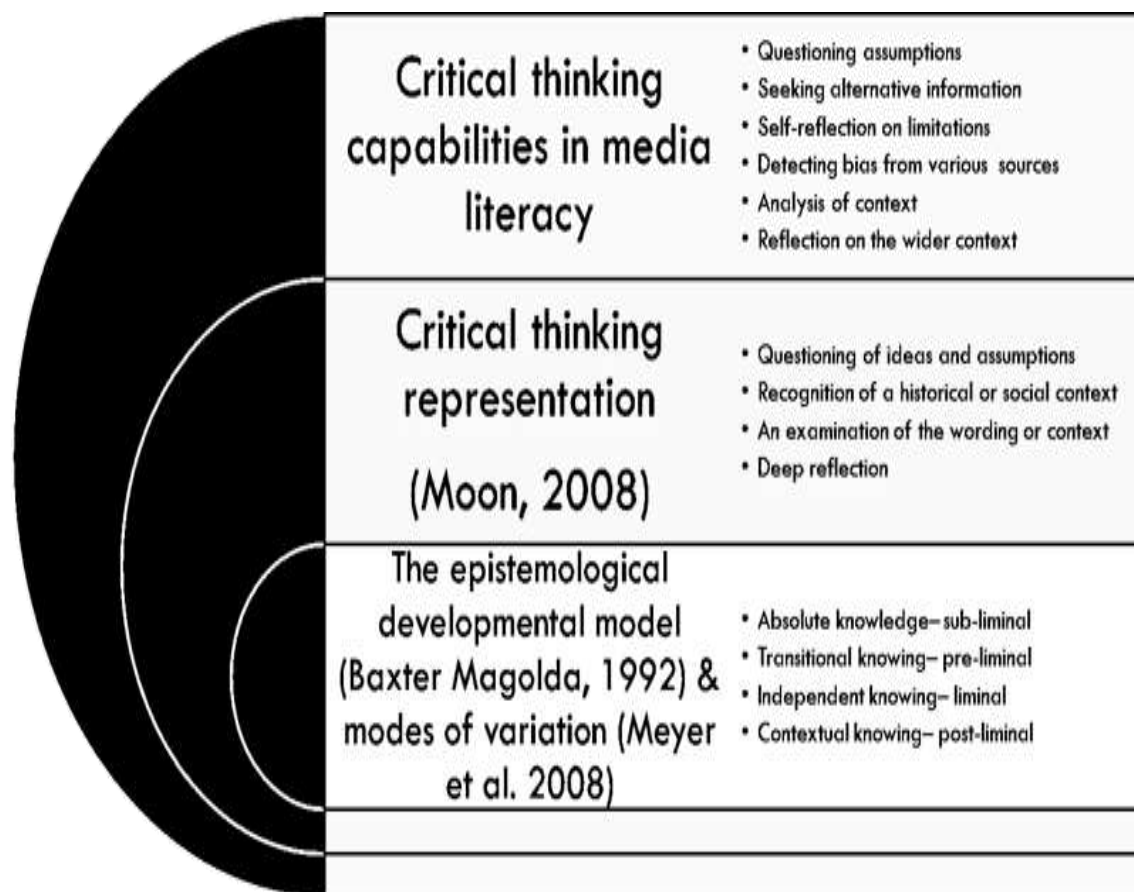 Critical thinking
capabilities in media
literacy
• Questioning assumptions
• Seeking alternative information
• Self-reflection on limitations
• Detecting bias from various sources
• Analysis of context
• Reflection on the wider context
Critical thinking
representation
(Moon, 2008)
• Questioning of ideas and assumptions
• Recognition of a historical or social context
• An examination of the wording or context
• Deep reflection
The epistemological
developmental model
(Baxter Magolda, 1992) &
modes of variation (Meyer
et al. 2008)
• Absolute knowledge– sub-liminal
• Transitional knowing– pre-liminal
• Independent knowing– liminal
• Contextual knowing– post-liminal